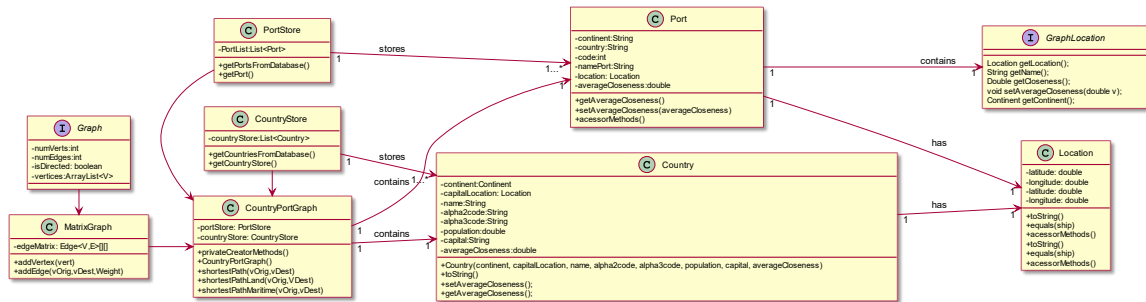 C PortStore
-PortList:List<Port>
+getPortsFromDatabase()
+getPort()
stores
1
1...*
C Port
-continent:String
-country:String
-code:int
-namePort:String
-location: Location
-averageCloseness:double
+getAverageCloseness()
+setAverageCloseness(averageCloseness)
+acessorMethods()
contains
1
1
I GraphLocation
Location getLocation();
String getName();
Double getCloseness();
void setAverageCloseness(double v);
Continent getContinent();
I Graph
-numVerts:int
-numEdges:int
-isDirected: boolean
-vertices:ArrayList<V>
C CountryStore
-countryStore:List<Country>
+getCountriesFromDatabase()
+getCountryStore()
stores
1
1...*
1
contains
1
1
has
1
C MatrixGraph
-edgeMatrix: Edge<V,E>[][]
+addVertex(vert)
+addEdge(vOrig,vDest,Weight)
C CountryPortGraph
-portStore: PortStore
-countryStore: CountryStore
+privateCreatorMethods()
+CountryPortGraph()
+shortestPath(vOrig,vDest)
+shortestPathLand(vOrig,VDest)
+shortestPathMaritime(vOrig,vDest)
contains
1
1
C Country
-continent:Continent
-capitalLocation: Location
-name:String
-alpha2code:String
-alpha3code:String
-population:double
-capital:String
-averageCloseness:double
+Country(continent, capitalLocation, name, alpha2code, alpha3code, population, capital, averageCloseness)
+toString()
+setAverageCloseness();
+getAverageCloseness();
has
1
1
C Location
-latitude: double
-longitude: double
-latitude: double
-longitude: double
+toString()
+equals(ship)
+acessorMethods()
+toString()
+equals(ship)
+acessorMethods()